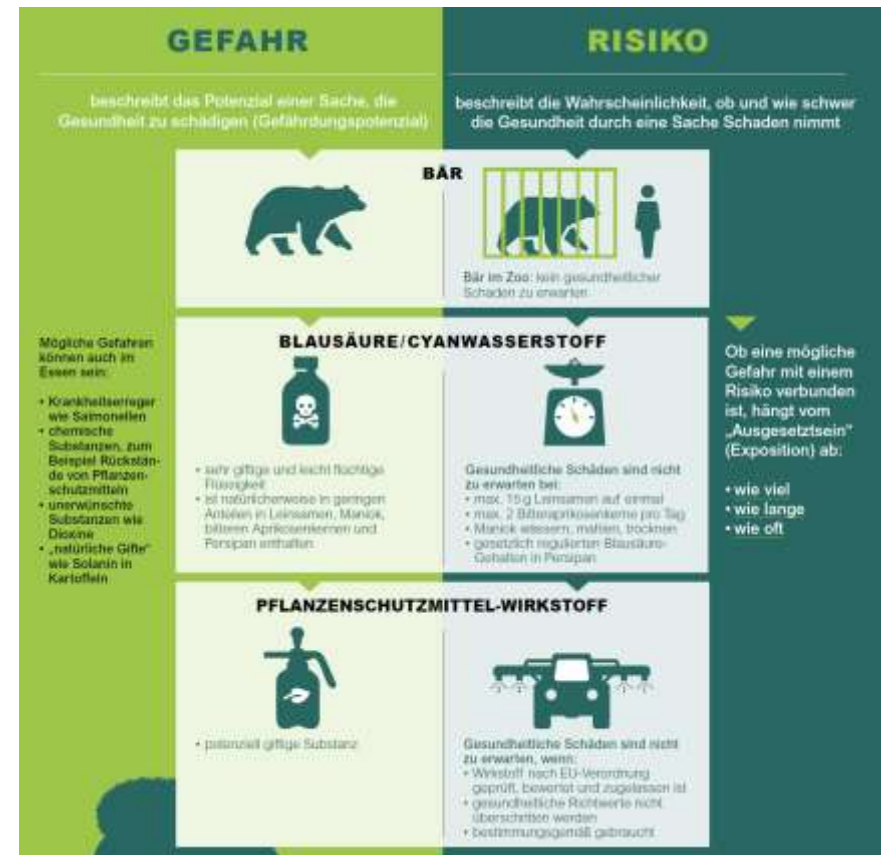 GEFAHR
beschreibt das Potenzial einer Sache, die
Gesundheit zu schädigen (Gefährdungspotenzial)
RISIKO
beschreibt die Wahrscheinlichkeit, ob und wie schwer
die Gesundheit durch eine Sache Schaden nimmt
BÄR
Bär im Zoo: kein gesundheitlicher
Schaden zu erwarten
Mögliche Gefahren
können auch im
Essen sein:
• Krankheitserreger
wie Salmonellen
• chemische
Substanzen, zum
Beispiel Rückstän-
de von Pflanzen-
schutzmitteln
• unerwünschte
Substanzen wie
Dioxine
• „natürliche Gifte“
wie Solanin in
Kartoffeln
BLAUSÄURE/CYANWASSERSTOFF
• sehr giftige und leicht flüchtige
Flüssigkeit
• ist natürlicherweise in geringen
Anteilen in Leinsamen, Maniok,
bitteren Aprikosenkernen und
Persipan enthalten
Gesundheitliche Schäden sind nicht
zu erwarten bei:
• max. 15 g Leinsamen auf einmal
• max. 2 Bitteraprikosenkerne pro Tag
• Maniok wässern, mahlen, trocknen
• gesetzlich regulierten Blausäure-
Gehalten in Persipan
Ob eine mögliche
Gefahr mit einem
Risiko verbunden
ist, hängt vom
„Ausgesetztsein“
(Exposition) ab:
• wie viel
• wie lange
• wie oft
PFLANZENSCHUTZMITTEL-WIRKSTOFF
• potenziell giftige Substanz
Gesundheitliche Schäden sind nicht
zu erwarten, wenn:
• Wirkstoff nach EU-Verordnung
geprüft, bewertet und zugelassen ist
• gesundheitliche Richtwerte nicht
überschritten werden
• bestimmungsgemäß gebraucht